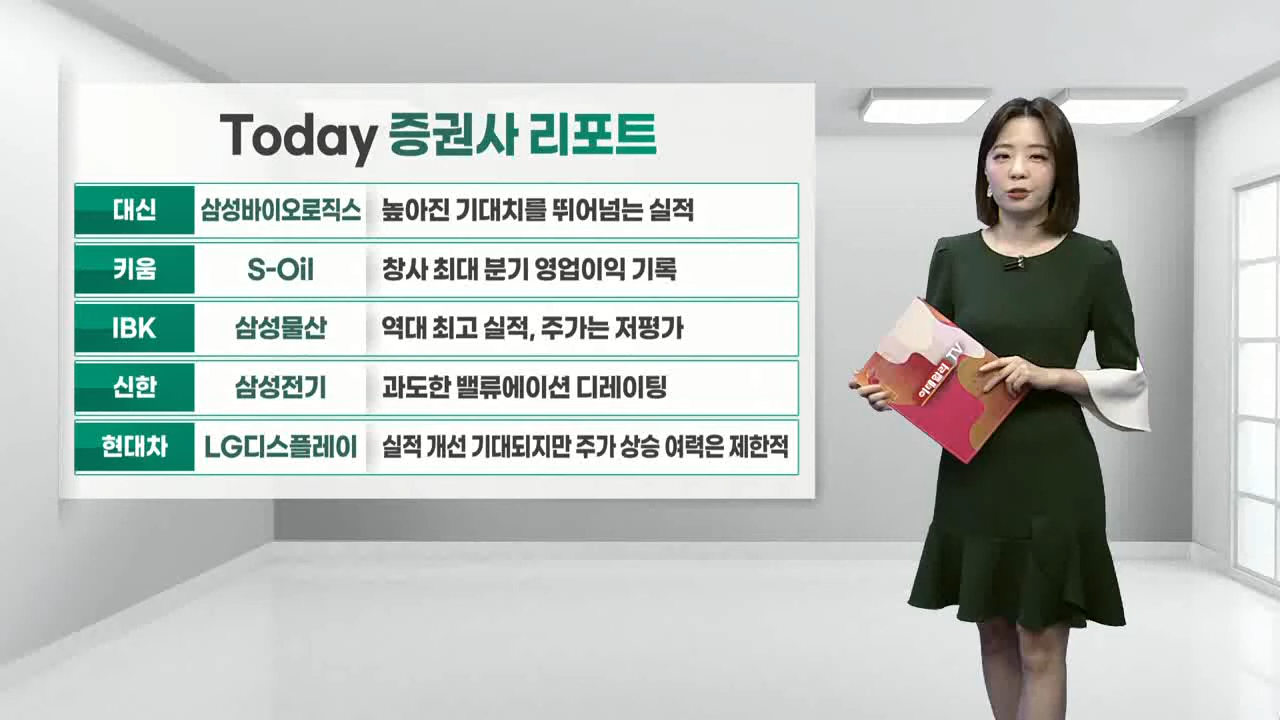 Today 증권사 리포트
대신 삼성바이오로직스 높아진 기대치를 뛰어넘는 실적
키움 S-Oil 창사 최대 분기 영업이익 기록
IBK 삼성물산 역대 최고 실적, 주가는 저평가
신한 삼성전기 과도한 밸류에이션 디레이팅
현대차 LG디스플레이 실적 개선 기대되지만 주가 상승 여력은 제한적
이데일리 TV